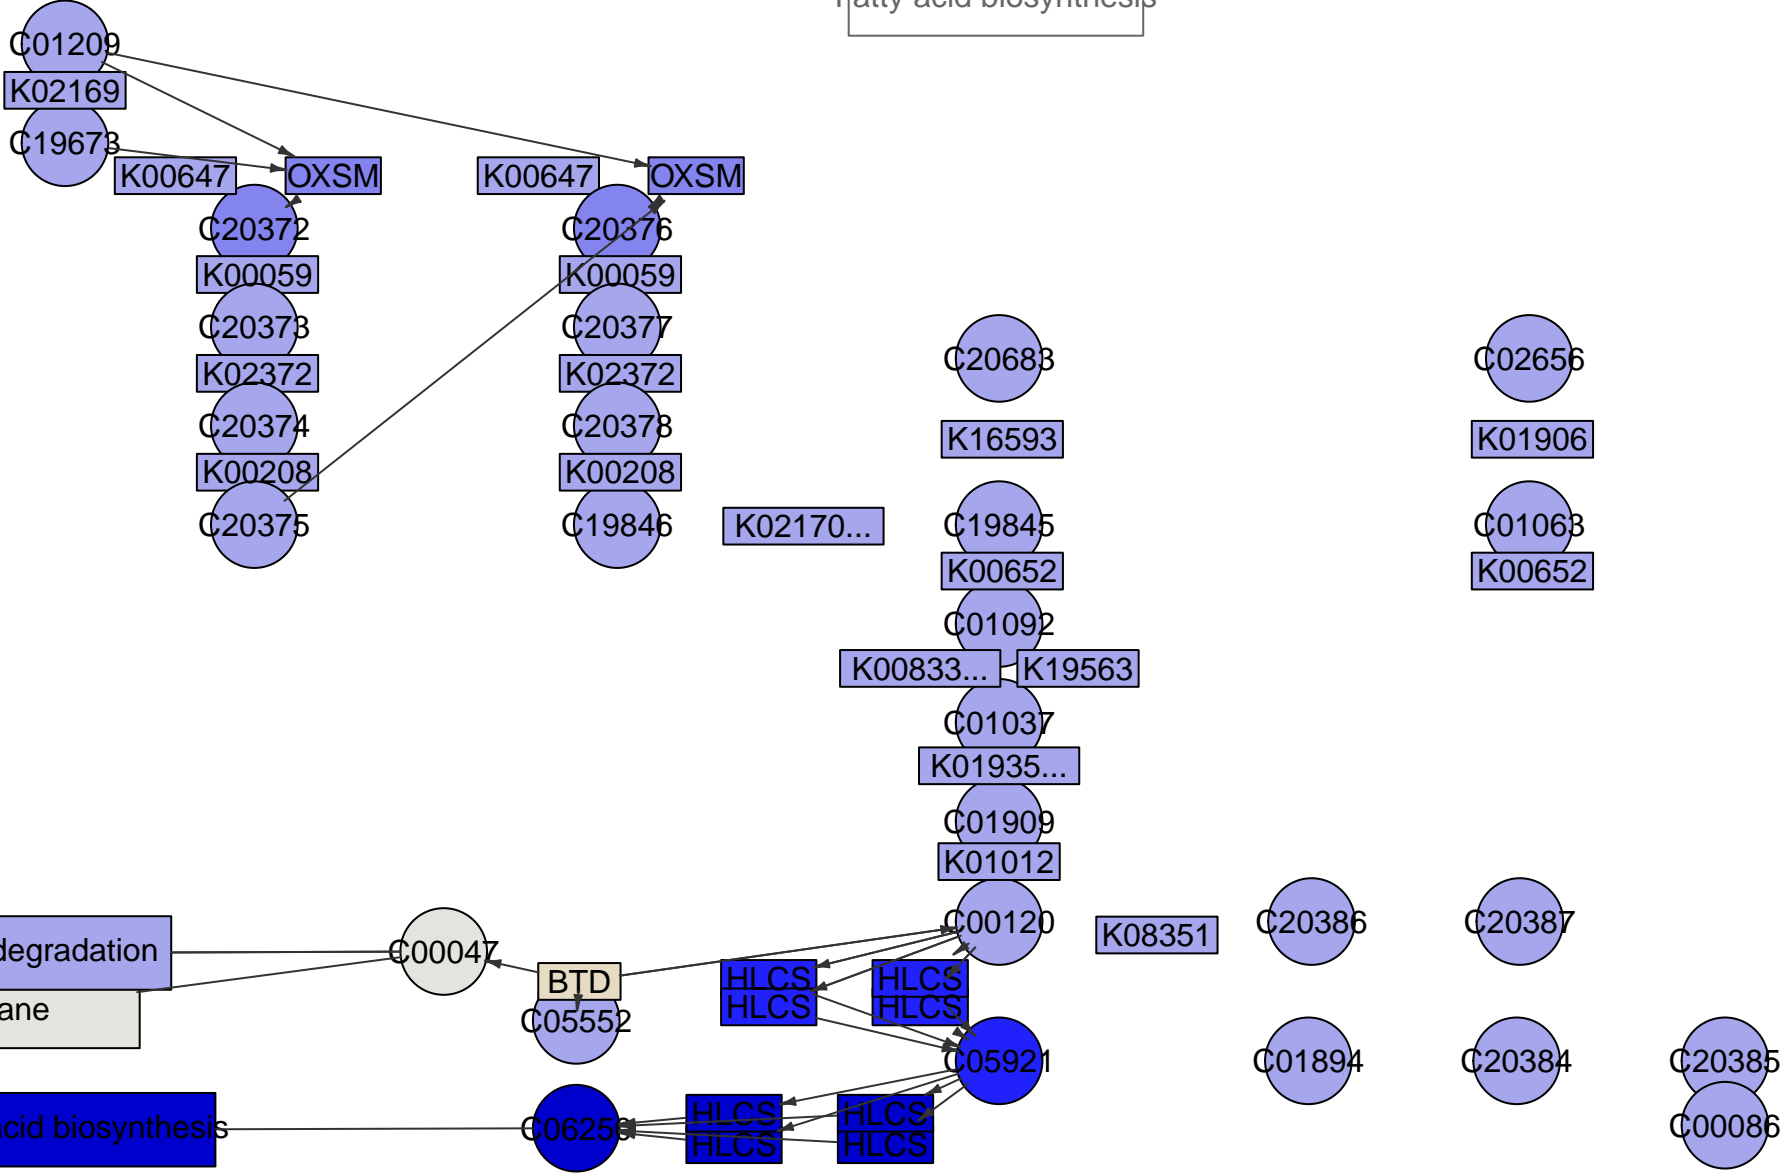 Fatty acid biosynthesis
C01209
K02169
C19673
K00647
OXSM
K00647
OXSM
C20372
C20376
K00059
K00059
C20373
C20377
C20683
C02656
K02372
K02372
C20374
C20378
K16593
K01906
K00208
K00208
C20375
C19846
K02170...
C19845
C01063
K00652
K00652
C01092
K00833...
K19563
C01037
K01935...
C01909
K01012
C00120
K08351
C20386
C20387
degradation
C00047
BTD
HLCS
HLCS
ane
C05552
HLCS
HLCS
C05921
C01894
C20384
C20385
acid biosynthesis
HLCS
HLCS
C00086
HLCS
HLCS